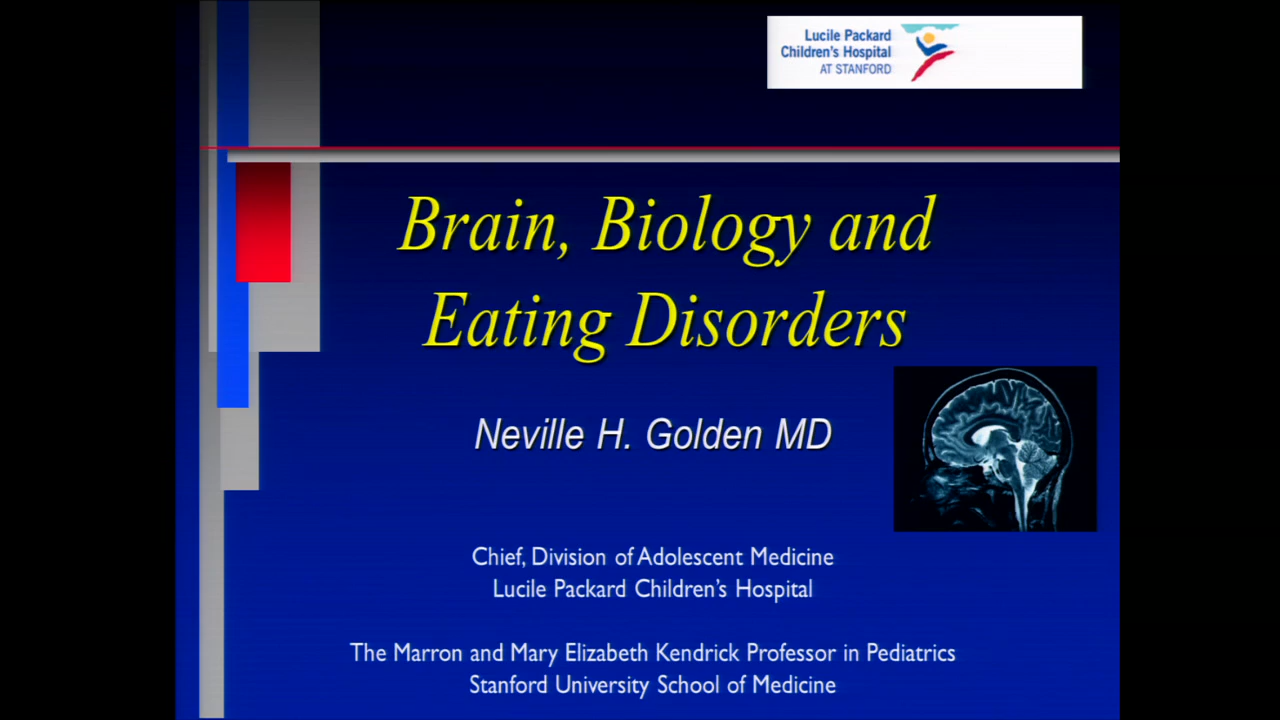 Lucile Packard
Children's Hospital
AT STANFORD
Brain, Biology and
Eating Disorders
Neville H. Golden MD
Chief, Division of Adolescent Medicine
Lucile Packard Children's Hospital
The Marron and Mary Elizabeth Kendrick Professor in Pediatrics
Stanford University School of Medicine